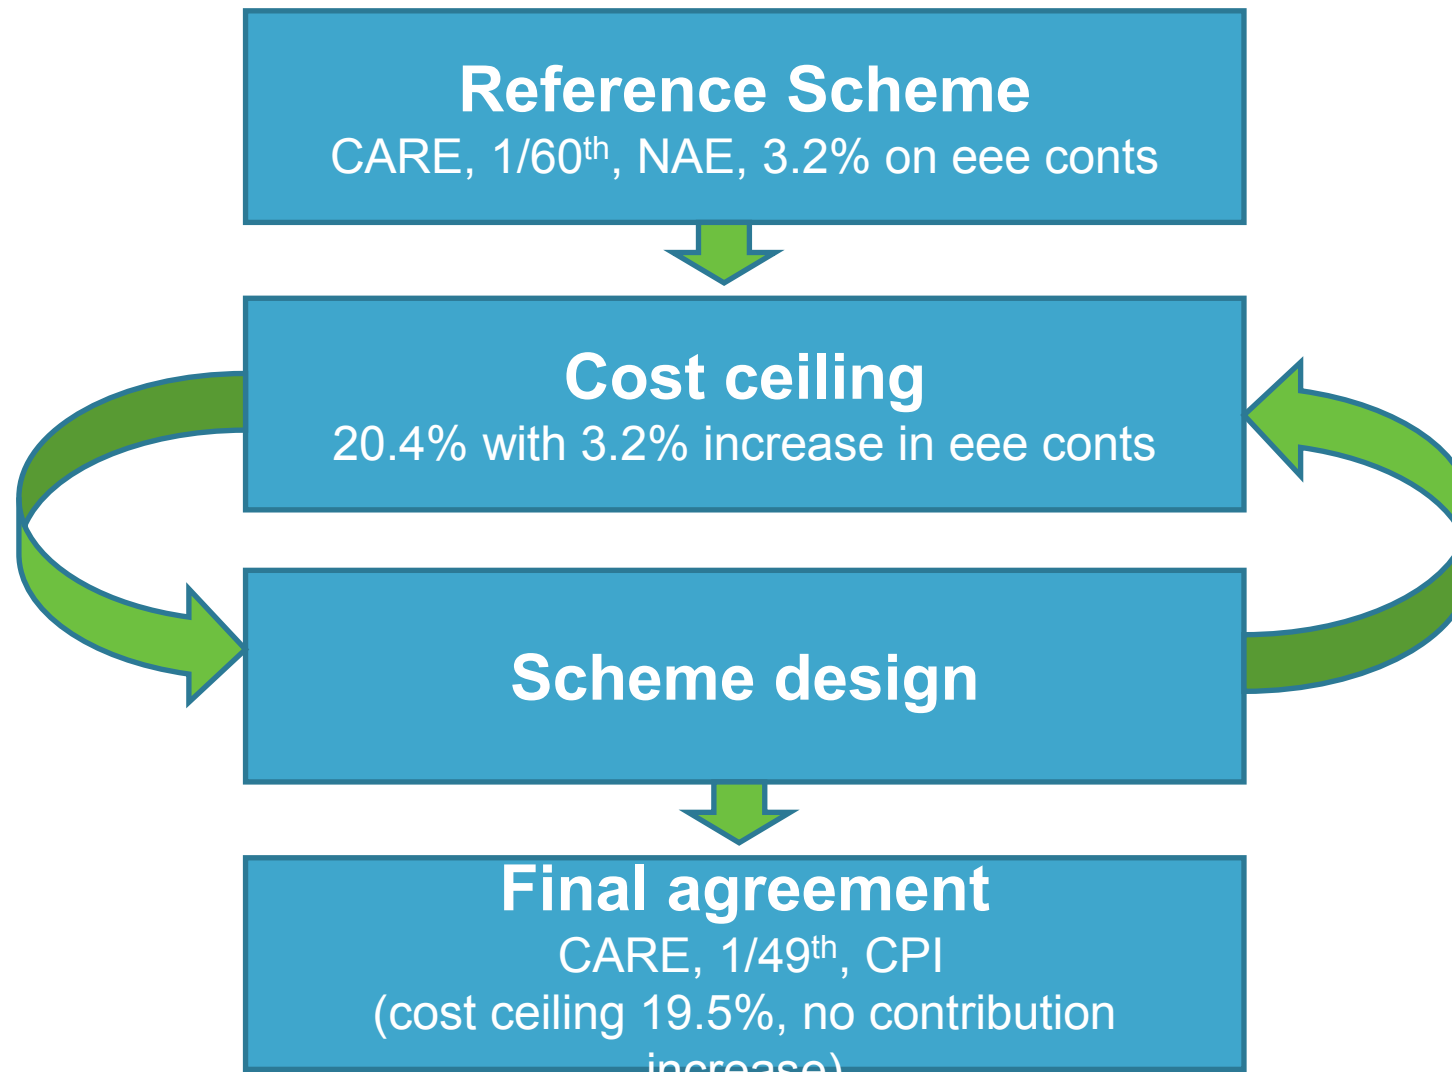 Reference Scheme
CARE, 1/60th, NAE, 3.2% on eee conts
Cost ceiling
20.4% with 3.2% increase in eee conts
Scheme design
Final agreement
CARE, 1/49th, CPI
(cost ceiling 19.5%, no contribution
increase)